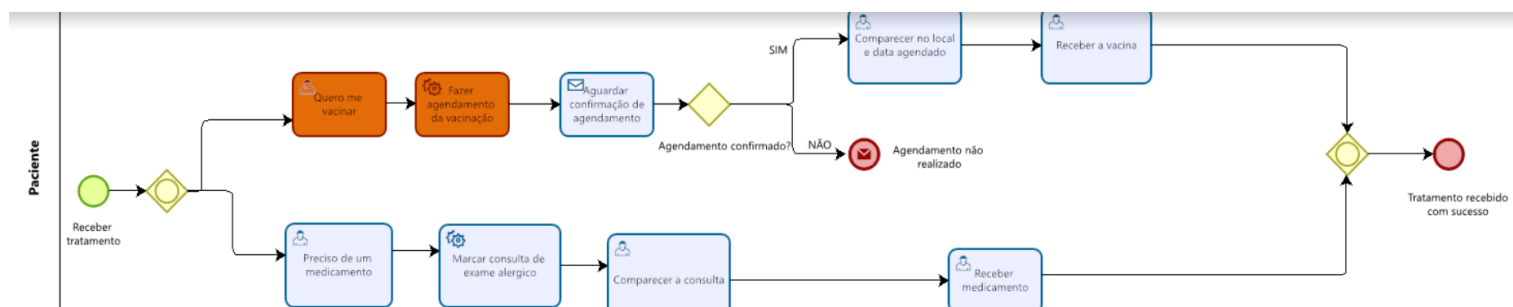 Paciente
Receber
tratamento
Quero me
vacinar
Fazer
agendamento
da vacinação
Aguardar
confirmação de
agendamento
Agendamento confirmado?
SIM
NÃO
Comparecer no local
e data agendado
Receber a vacina
Agendamento não
realizado
Preciso de um
medicamento
Marcar consulta de
exame alergico
Comparecer a consulta
Receber
medicamento
Tratamento recebido
com sucesso